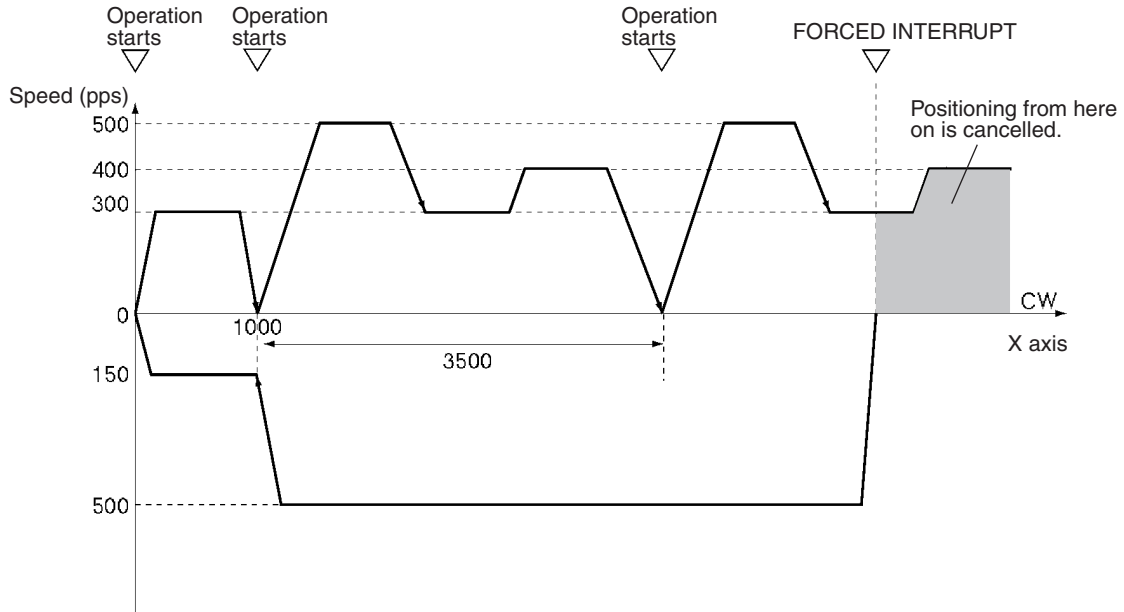 Operation
starts
Operation
starts
Operation
starts
FORCED INTERRUPT
Speed (pps)
Positioning from here
on is cancelled.
500
400
300
0
CW
1000
X axis
3500
150
500